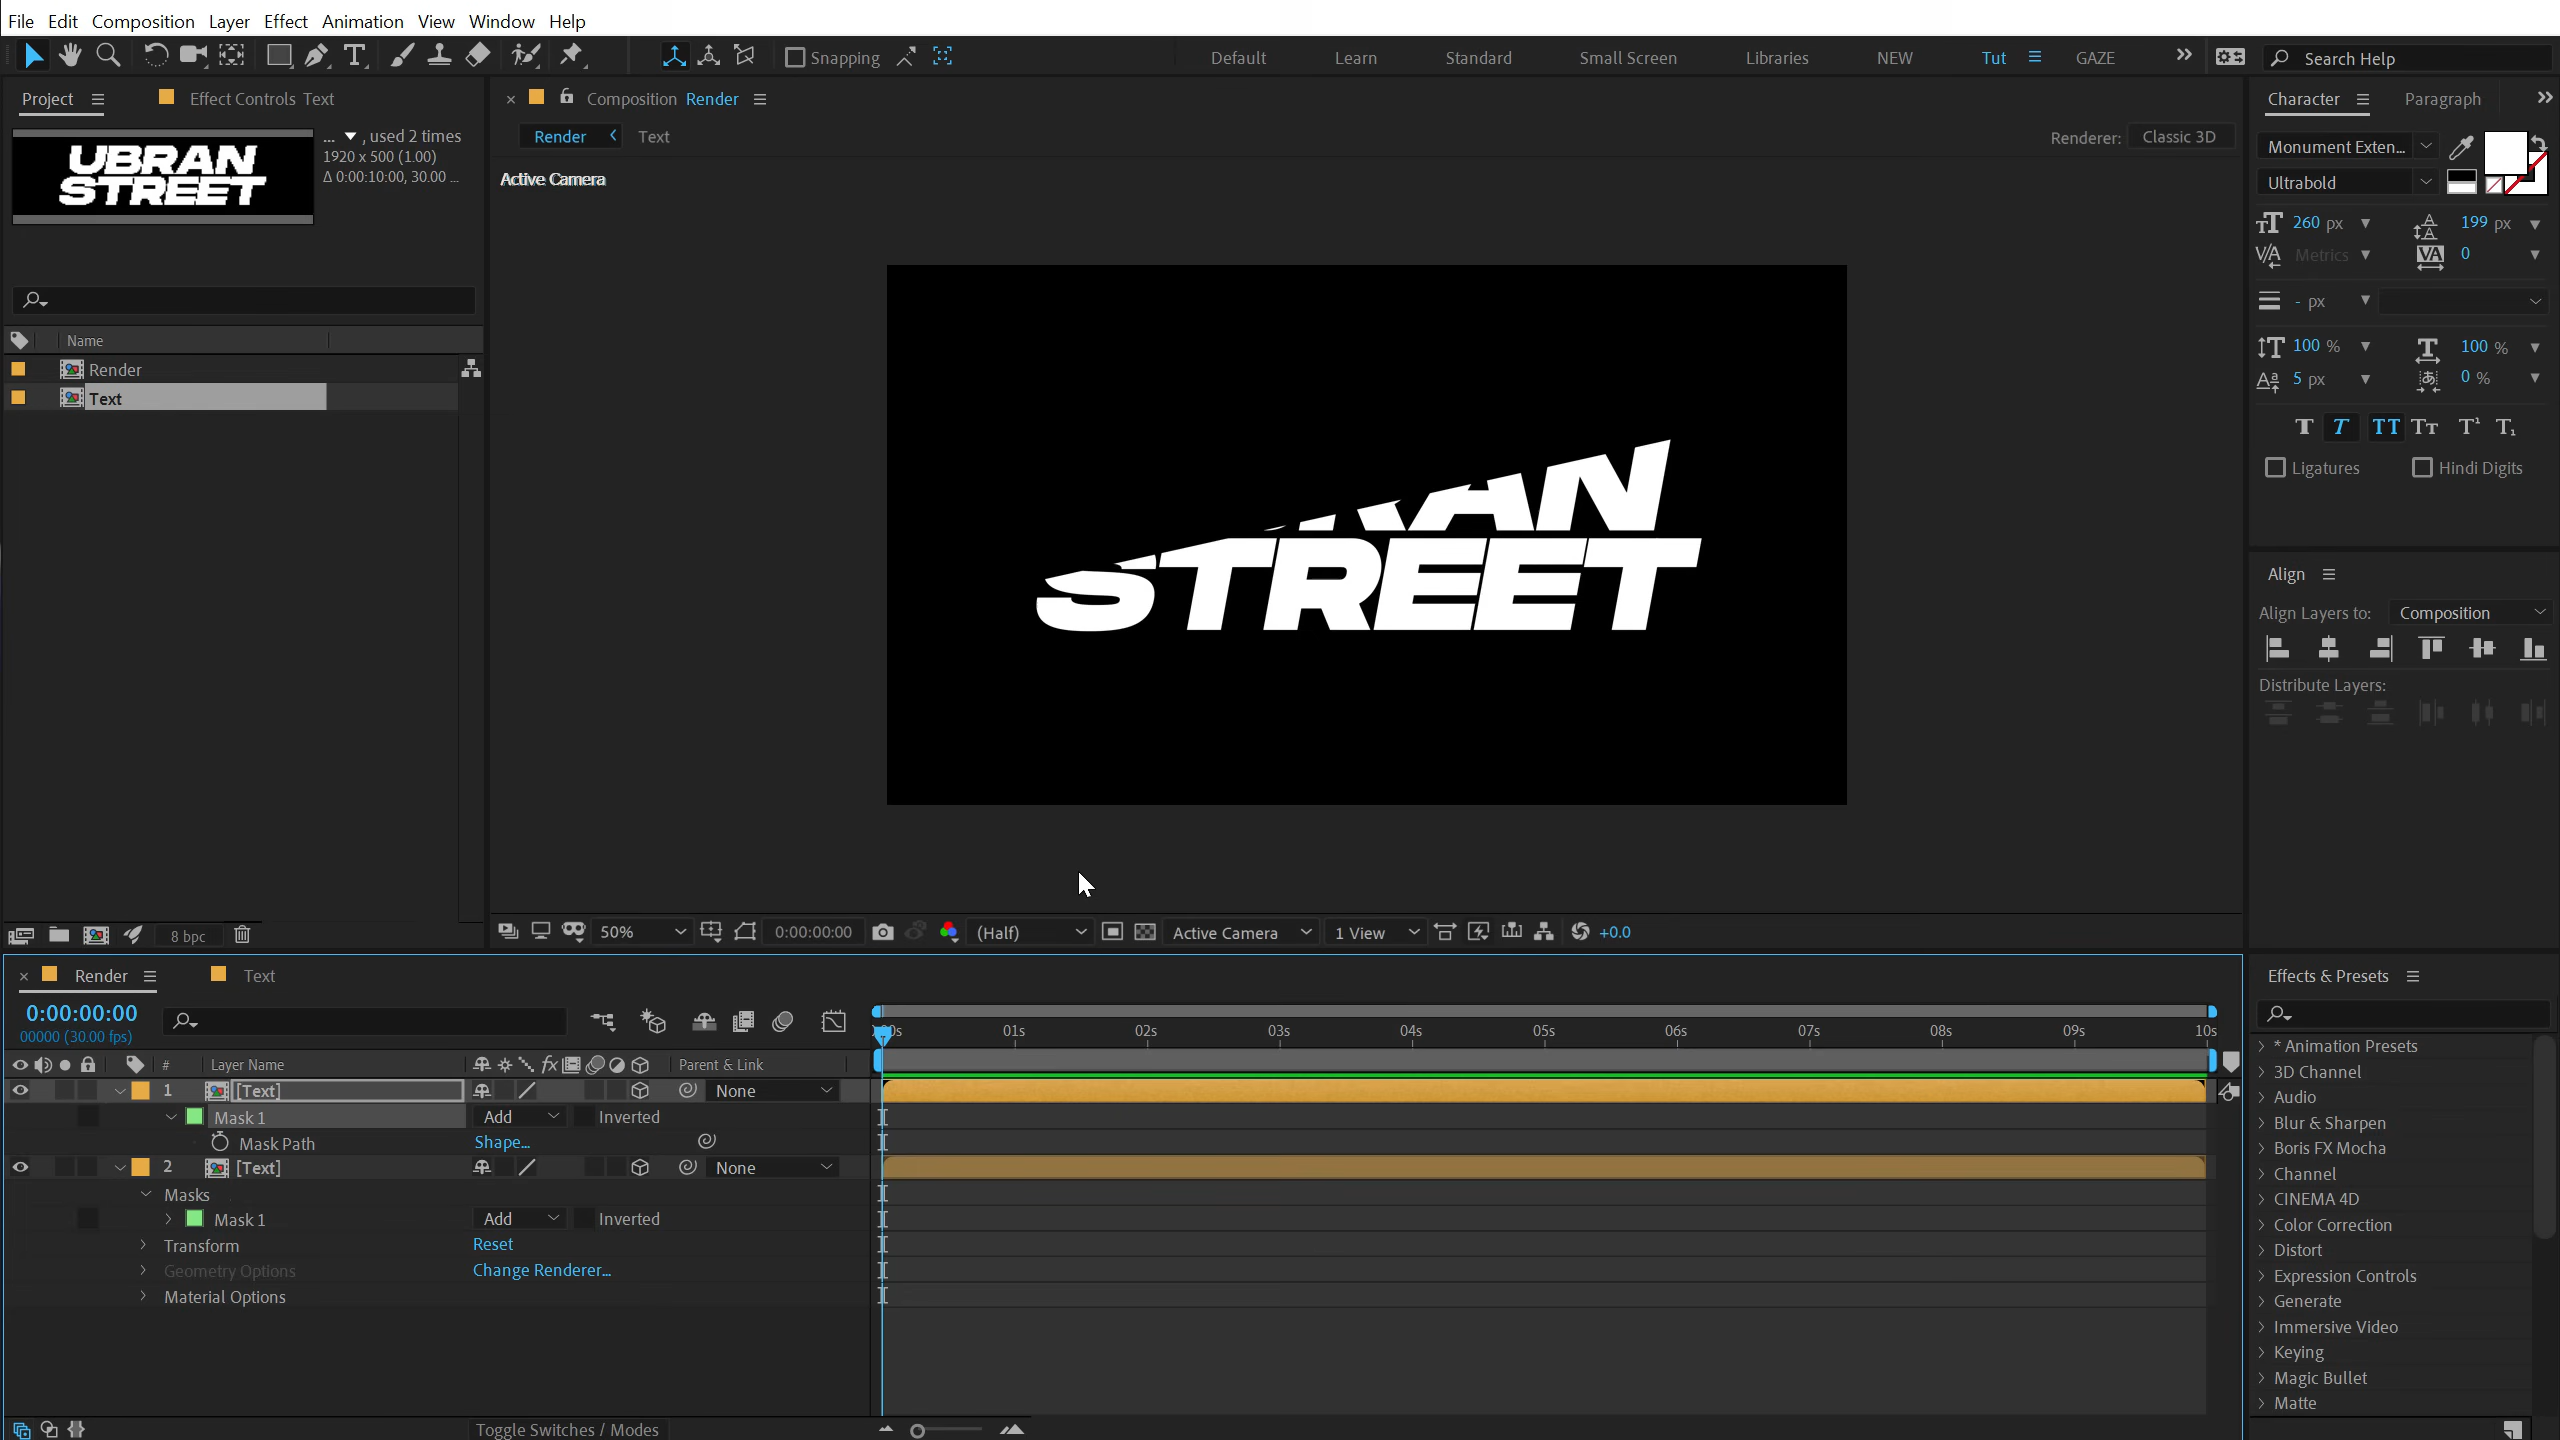 File Edit Composition Layer Effect Animation View Window Help
Snapping
Default Learn Standard Small Screen Libraries NEW Tut GAZE
Search Help
Project
Effect Controls Text
UBRAN
STREET
... , used 2 times
1920 x 500 (1.00)
Δ 0:00:10:00, 30.00 ...
Name
Render
Text
8 bpc
Composition Render
Render
Text
Renderer: Classic 3D
Active Camera
UBRAN
STREET
50%
0:00:00:00
(Half)
Active Camera
1 View
+0.0
Character Paragraph
Monument Exten...
Ultrabold
260 px
199 px
Metrics
0
- px
100 %
100 %
5 px
0 %
Ligatures
Hindi Digits
Align
Align Layers to: Composition
Distribute Layers:
Render
Text
0:00:00:00
00000 (30.00 fps)
# Layer Name
Parent & Link
1 [Text] None
Mask 1 Add Inverted
Mask Path Shape...
2 [Text] None
Masks
Mask 1 Add Inverted
Transform Reset
Geometry Options Change Renderer...
Material Options
Toggle Switches / Modes
01s 02s 03s 04s 05s 06s 07s 08s 09s 10s
Effects & Presets
* Animation Presets
3D Channel
Audio
Blur & Sharpen
Boris FX Mocha
Channel
CINEMA 4D
Color Correction
Distort
Expression Controls
Generate
Immersive Video
Keying
Magic Bullet
Matte